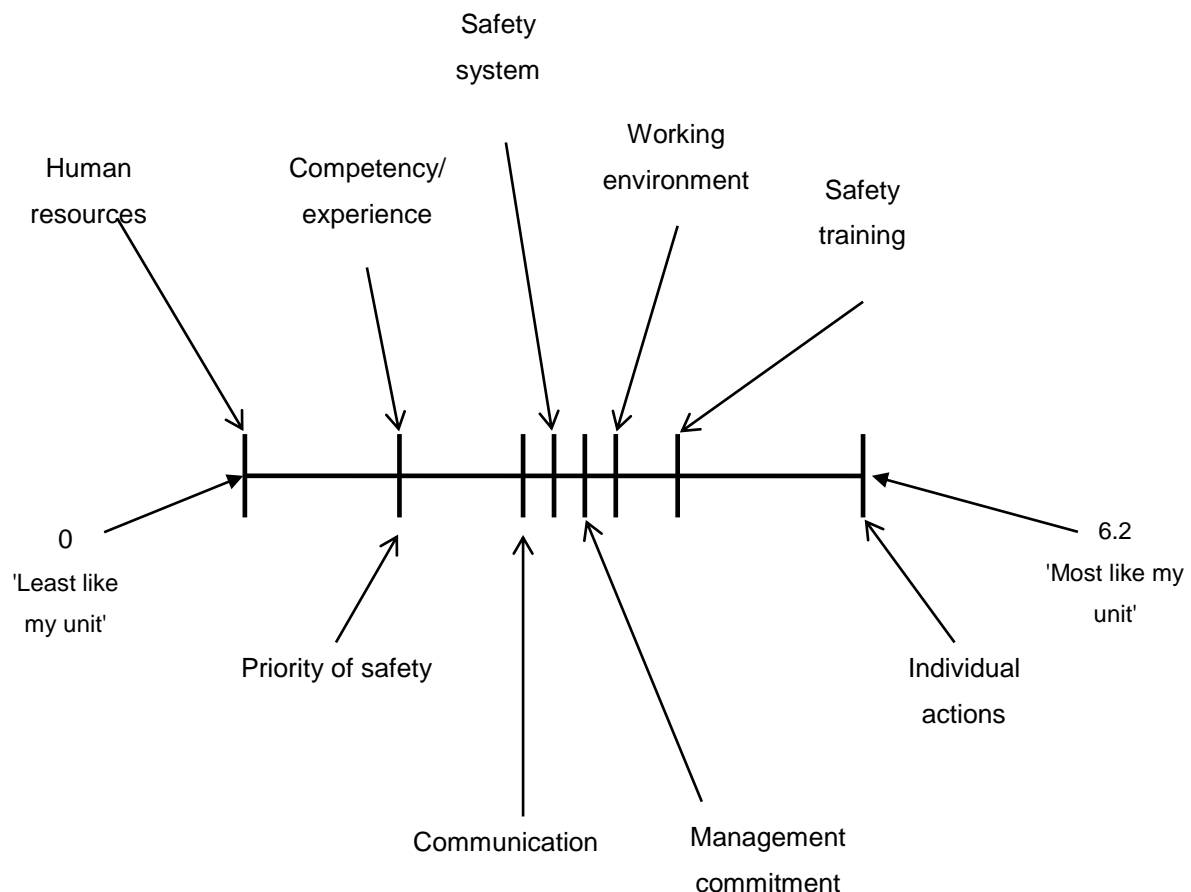 Safety
system
Working
environment
Human
resources
Competency/
experience
Safety
training
0
'Least like
my unit'
6.2
'Most like my
unit'
Priority of safety
Individual
actions
Communication
Management
commitment